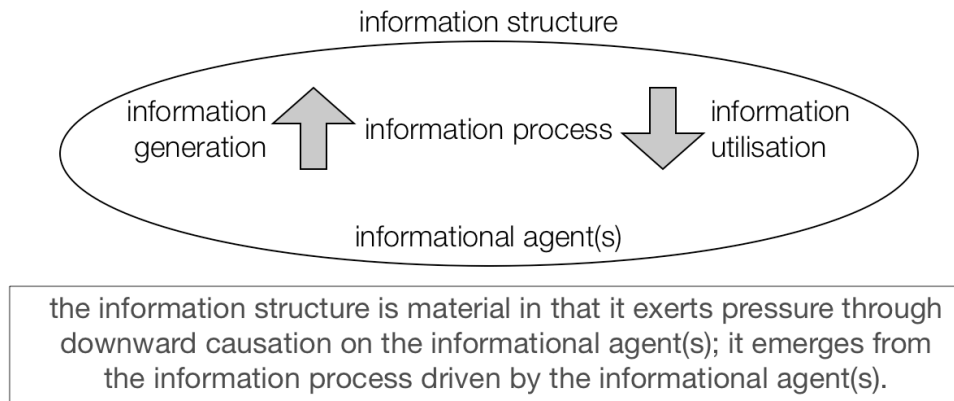 information structure
information
generation
information process
information
utilisation
informational agent(s)
the information structure is material in that it exerts pressure through
downward causation on the informational agent(s); it emerges from
the information process driven by the informational agent(s).